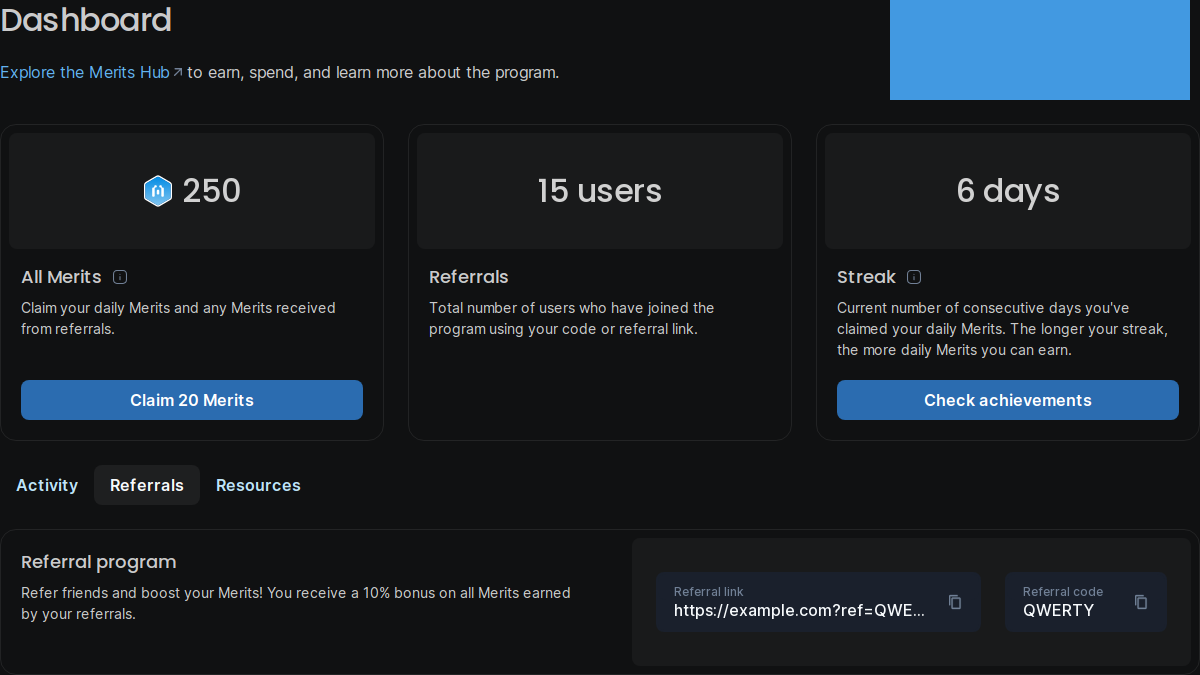 Dashboard
Explore the Merits Hub to earn, spend, and learn more about the program.
250
15 users
6 days
All Merits
Claim your daily Merits and any Merits received
from referrals.
Claim 20 Merits
Referrals
Total number of users who have joined the
program using your code or referral link.
Streak
Current number of consecutive days you've
claimed your daily Merits. The longer your streak,
the more daily Merits you can earn.
Check achievements
Activity
Referrals
Resources
Referral program
Refer friends and boost your Merits! You receive a 10% bonus on all Merits earned
by your referrals.
Referral link
https://example.com?ref=QWE...
Referral code
QWERTY